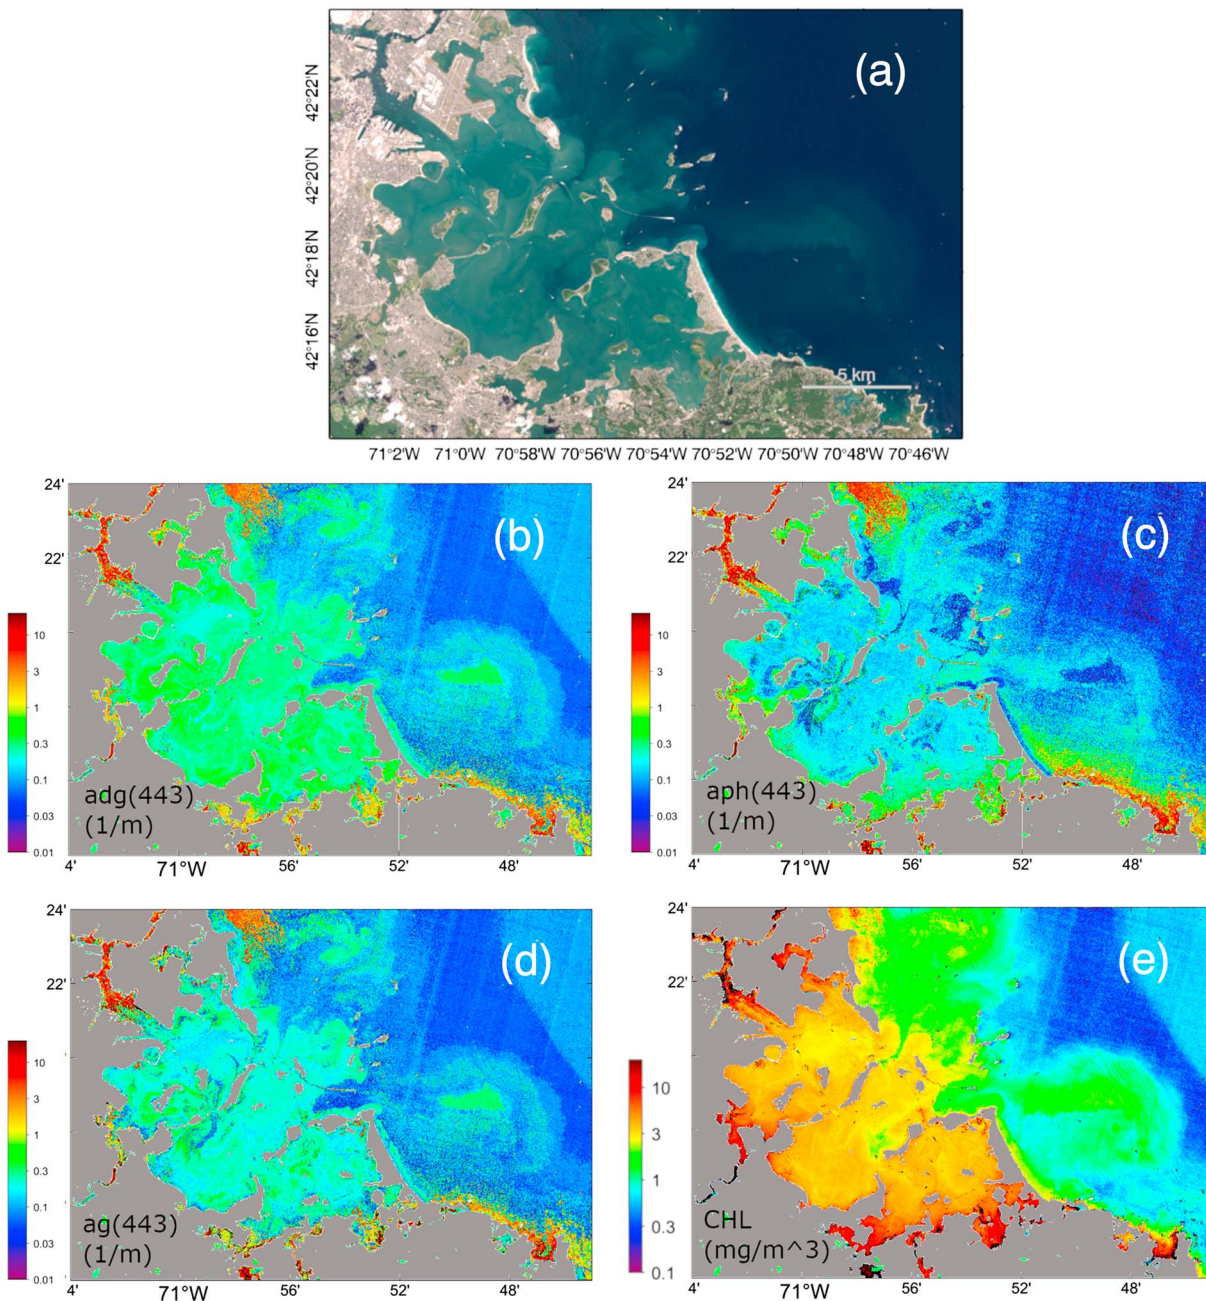 (a)
42°22'N
42°20'N
42°18'N
42°16'N
5 km
71°2'W 71°0'W 70°58'W 70°56'W 70°54'W 70°52'W 70°50'W 70°48'W 70°46'W
24'
22'
(b)
10
3
1
0.3
0.1
0.03
0.01
adg(443)
(1/m)
4' 71°W 56' 52' 48'
24'
22'
(c)
10
3
1
0.3
0.1
0.03
0.01
aph(443)
(1/m)
4' 71°W 56' 52' 48'
24'
22'
(d)
10
3
1
0.3
0.1
0.03
0.01
ag(443)
(1/m)
4' 71°W 56' 52' 48'
24'
22'
(e)
10
3
1
0.3
0.1
CHL
(mg/m^3)
4' 71°W 56' 52' 48'